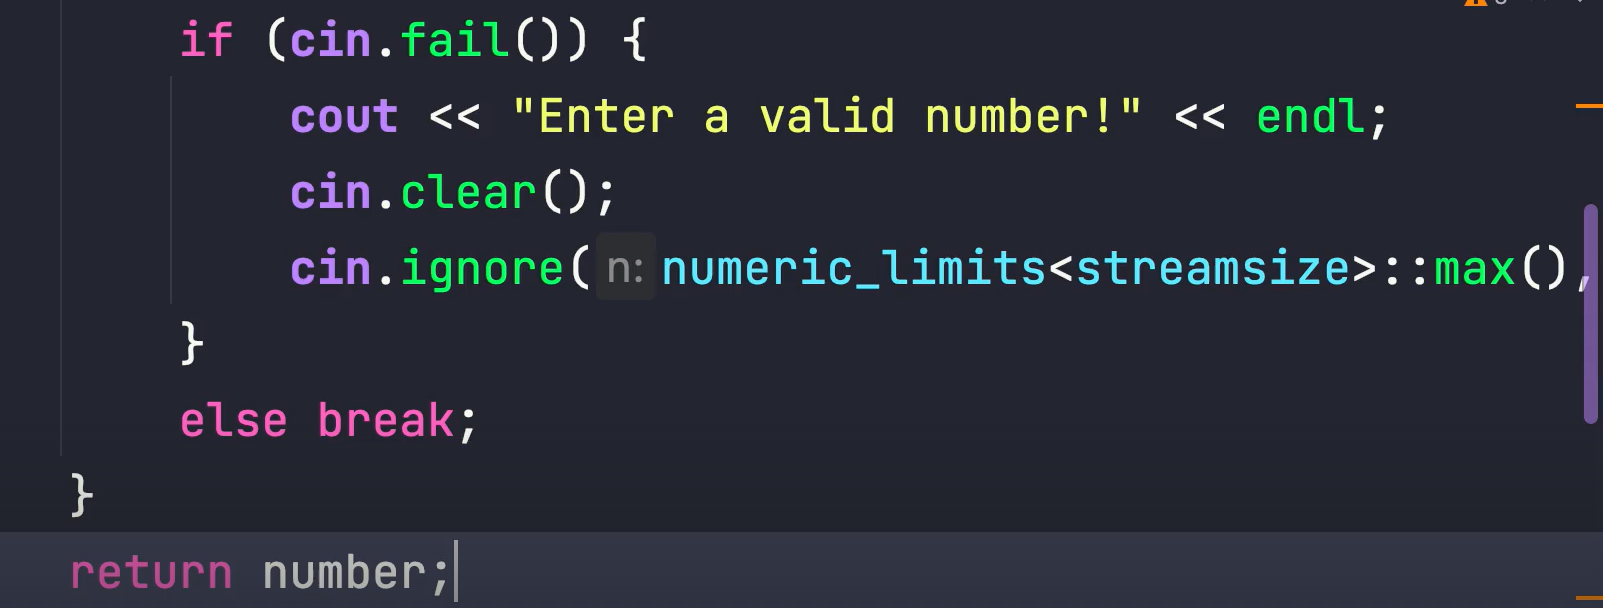 if (cin.fail()) {
cout << "Enter a valid number!" << endl;
cin.clear();
cin.ignore( n: numeric_limits<streamsize>::max(),
}
else break;
}
return number;